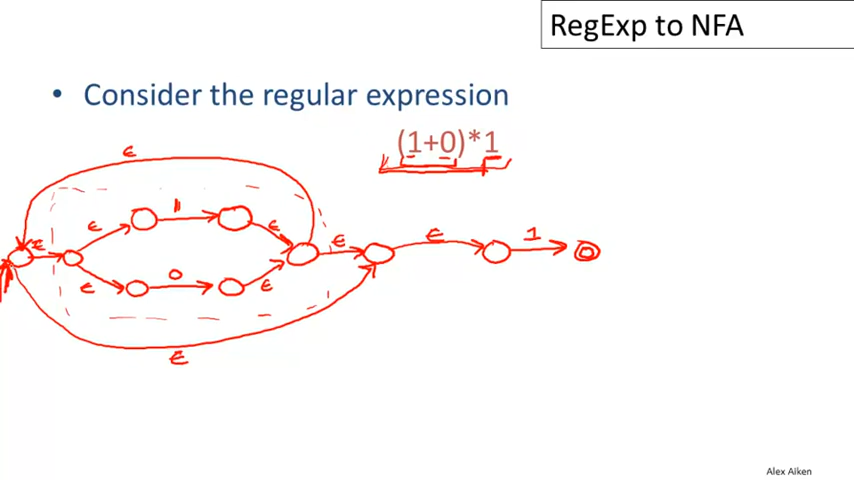 RegExp to NFA
• Consider the regular expression
(1+0)*1
ε
1
ε
ε
ε
ε
ε
1
0
ε
ε
ε
Alex Aiken